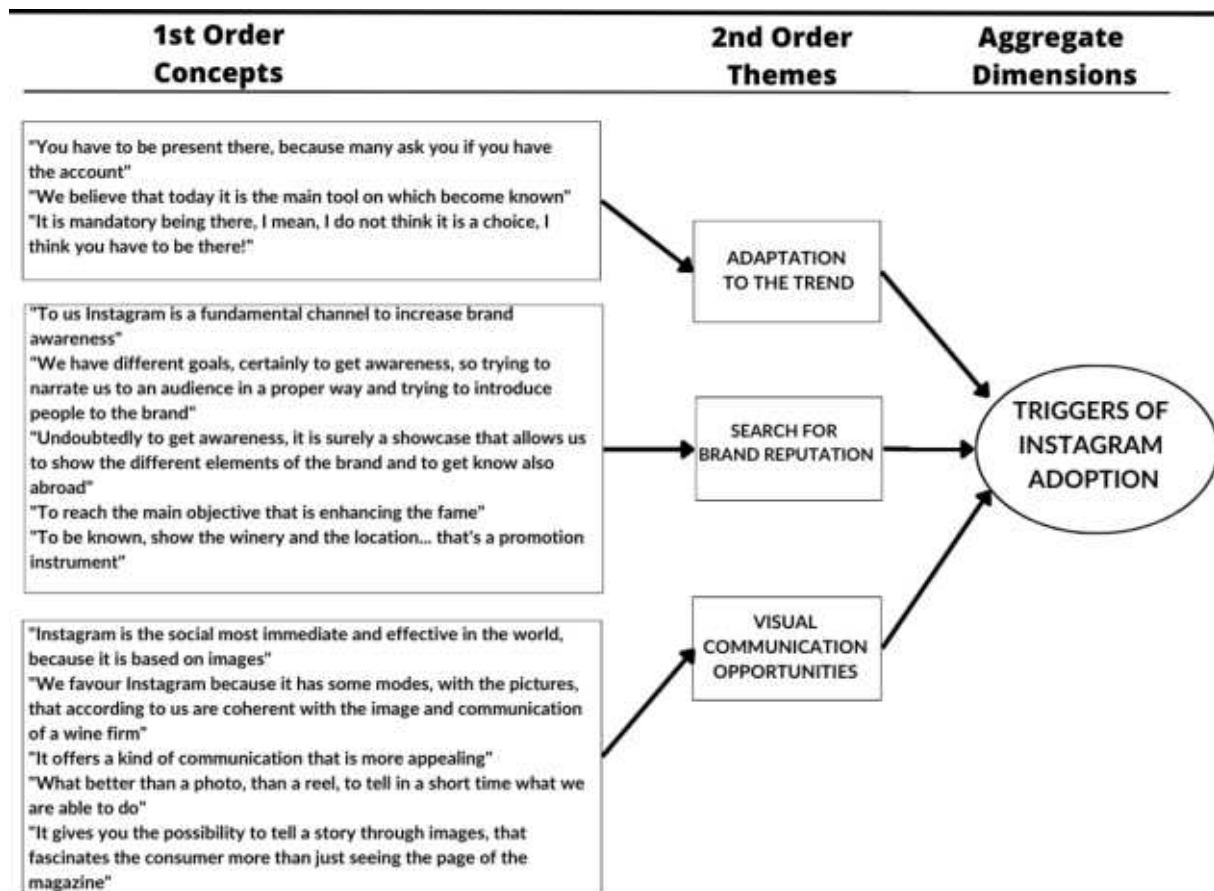 1st Order
Concepts
2nd Order
Themes
Aggregate
Dimensions
"You have to be present there, because many ask you if you have
the account"
"We believe that today it is the main tool on which become known"
"It is mandatory being there, I mean, I do not think it is a choice, I
think you have to be there!"
ADAPTATION
TO THE TREND
"To us Instagram is a fundamental channel to increase brand
awareness"
"We have different goals, certainly to get awareness, so trying to
narrate us to an audience in a proper way and trying to introduce
people to the brand"
"Undoubtedly to get awareness, it is surely a showcase that allows us
to show the different elements of the brand and to get know also
abroad"
"To reach the main objective that is enhancing the fame"
"To be known, show the winery and the location... that's a promotion
instrument"
SEARCH FOR
BRAND REPUTATION
TRIGGERS OF
INSTAGRAM
ADOPTION
"Instagram is the social most immediate and effective in the world,
because it is based on images"
"We favour Instagram because it has some modes, with the pictures,
that according to us are coherent with the image and communication
of a wine firm"
"It offers a kind of communication that is more appealing"
"What better than a photo, than a reel, to tell in a short time what we
are able to do"
"It gives you the possibility to tell a story through images, that
fascinates the consumer more than just seeing the page of the
magazine"
VISUAL
COMMUNICATION
OPPORTUNITIES